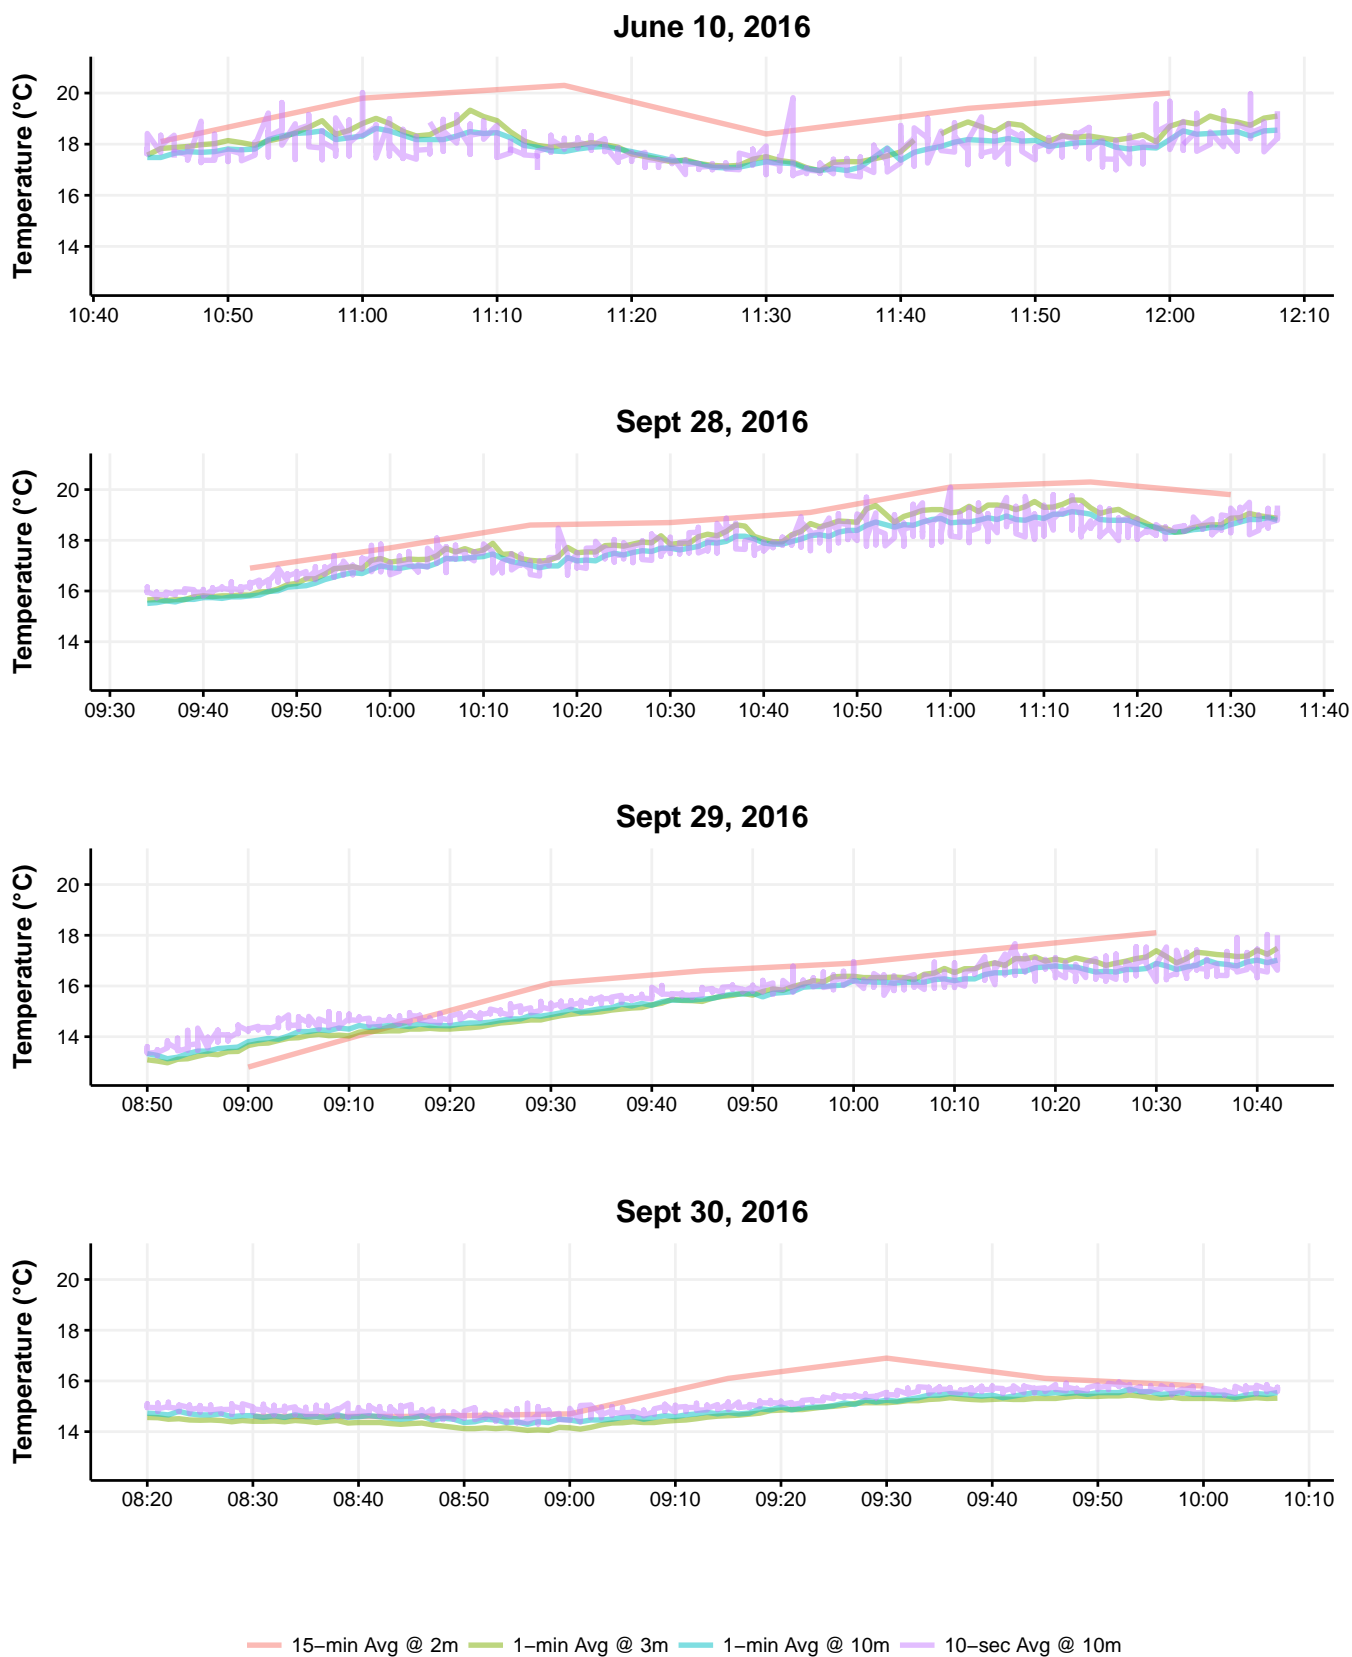 June 10, 2016
Temperature (°C)
20
18
16
14
10:40 10:50 11:00 11:10 11:20 11:30 11:40 11:50 12:00 12:10
Sept 28, 2016
Temperature (°C)
20
18
16
14
09:30 09:40 09:50 10:00 10:10 10:20 10:30 10:40 10:50 11:00 11:10 11:20 11:30 11:40
Sept 29, 2016
Temperature (°C)
20
18
16
14
08:50 09:00 09:10 09:20 09:30 09:40 09:50 10:00 10:10 10:20 10:30 10:40
Sept 30, 2016
Temperature (°C)
20
18
16
14
08:20 08:30 08:40 08:50 09:00 09:10 09:20 09:30 09:40 09:50 10:00 10:10
15−min Avg @ 2m 1−min Avg @ 3m 1−min Avg @ 10m 10−sec Avg @ 10m